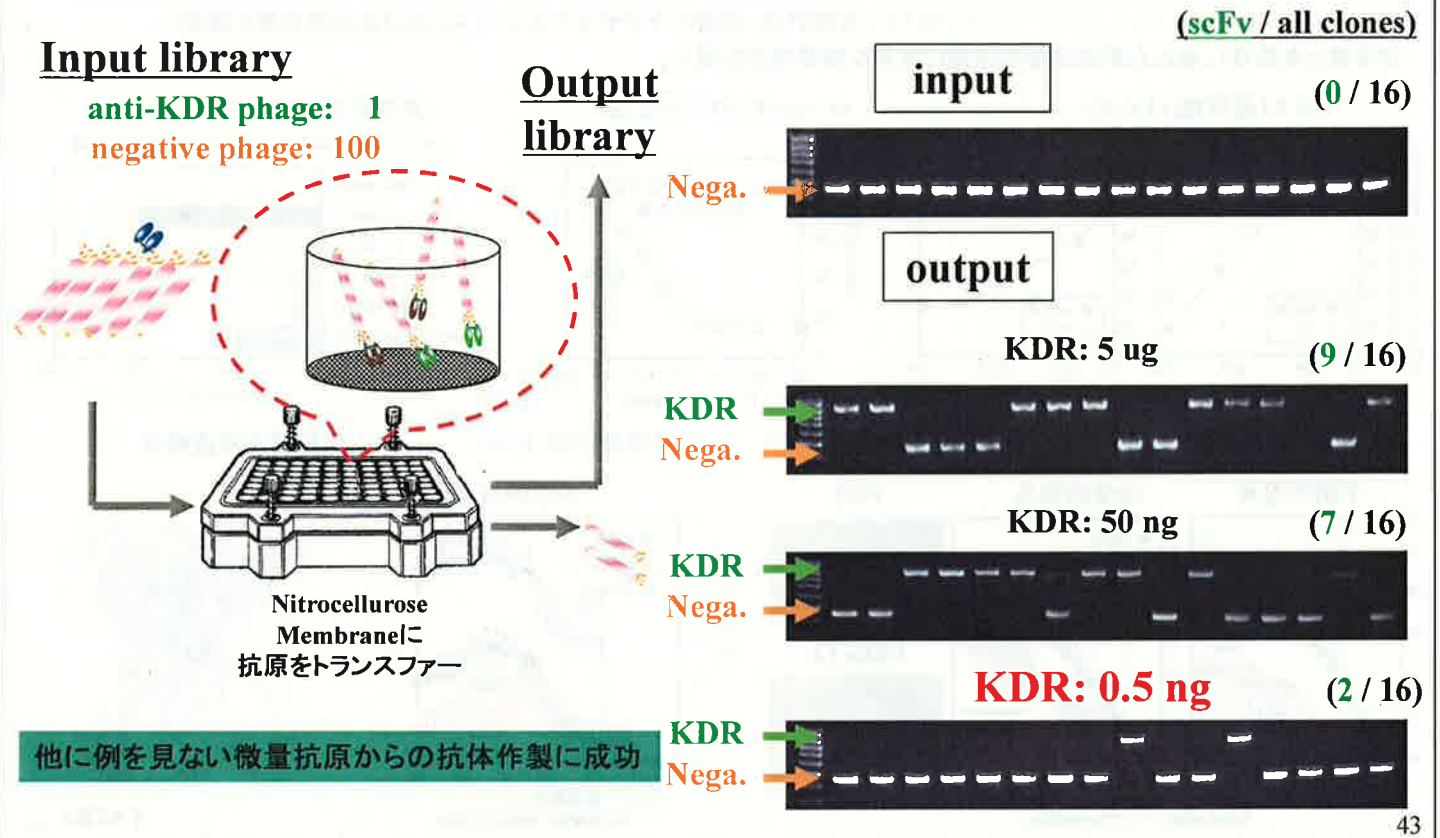 Input library
anti-KDR phage: 1
negative phage: 100
Output
library
Nitrocellurose
Membraneに
抗原をトランスファー
他に例を見ない微量抗原からの抗体作製に成功
(scFv / all clones)
input
(0 / 16)
Nega.
output
KDR: 5 ug
(9 / 16)
KDR
Nega.
KDR: 50 ng
(7 / 16)
KDR
Nega.
KDR: 0.5 ng
(2 / 16)
KDR
Nega.
43